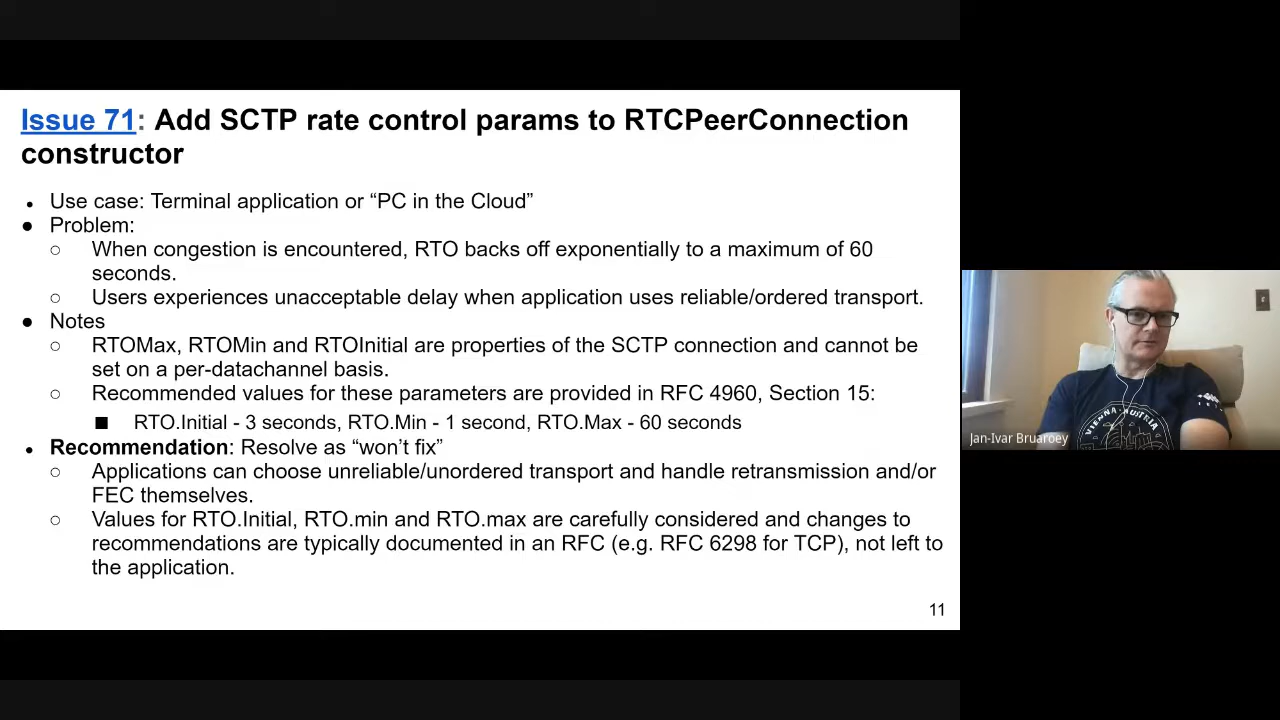 Issue 71: Add SCTP rate control params to RTCPeerConnection
constructor
• Use case: Terminal application or “PC in the Cloud”
● Problem:
○ When congestion is encountered, RTO backs off exponentially to a maximum of 60
seconds.
○ Users experiences unacceptable delay when application uses reliable/ordered transport.
● Notes
○ RTOMax, RTOMin and RTOInitial are properties of the SCTP connection and cannot be
set on a per-datachannel basis.
○ Recommended values for these parameters are provided in RFC 4960, Section 15:
■ RTO.Initial - 3 seconds, RTO.Min - 1 second, RTO.Max - 60 seconds
• Recommendation: Resolve as “won’t fix”
○ Applications can choose unreliable/unordered transport and handle retransmission and/or
FEC themselves.
○ Values for RTO.Initial, RTO.min and RTO.max are carefully considered and changes to
recommendations are typically documented in an RFC (e.g. RFC 6298 for TCP), not left to
the application.
11
VIENNA·AUSTRIA
Jan-Ivar Bruaroey